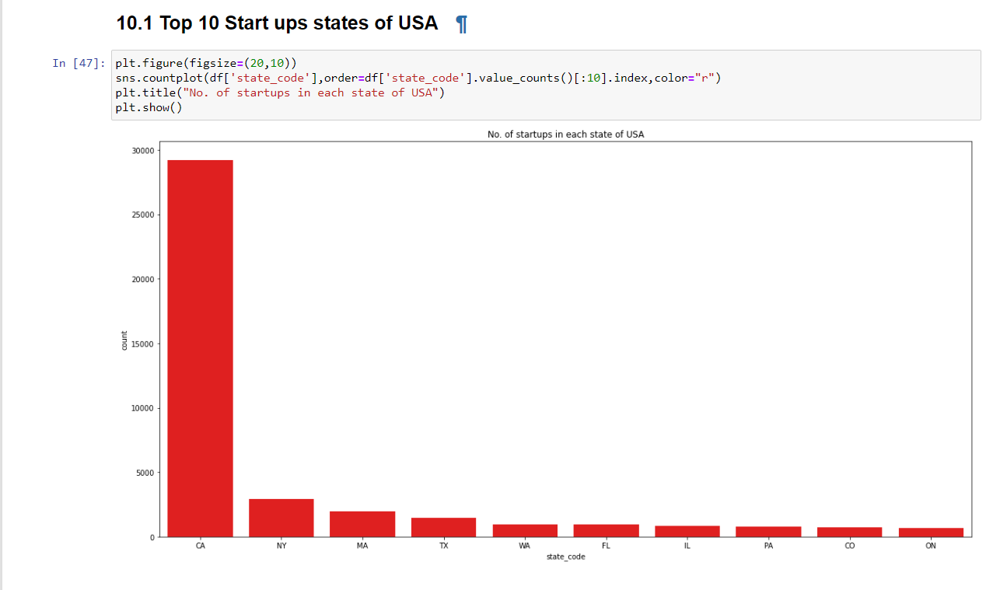 10.1 Top 10 Start ups states of USA ¶
In [47]:
plt.figure(figsize=(20,10))
sns.countplot(df['state_code'],order=df['state_code'].value_counts()[:10].index,color="r")
plt.title("No. of startups in each state of USA")
plt.show()
No. of startups in each state of USA
30000
25000
20000
15000
10000
5000
0
count
CA NY MA TX WA FL IL PA CO ON
state_code